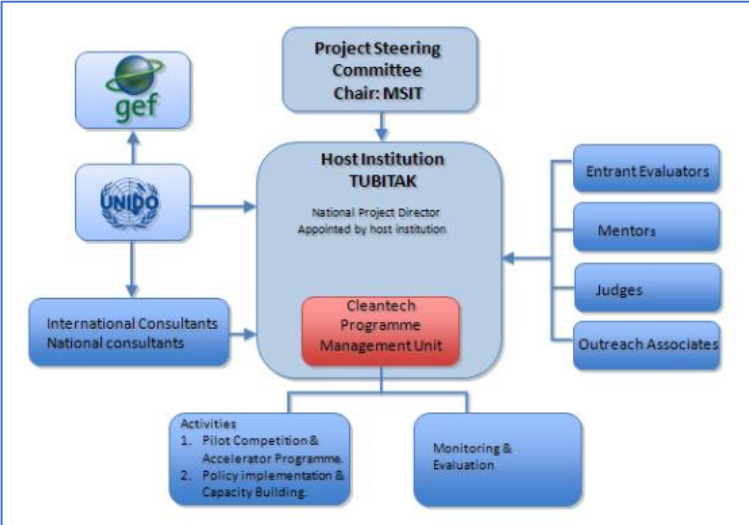 Project Steering
Committee
Chair: MSIT
gef
UNIDO
Host Institution
TUBITAK
National Project Director
Appointed by host institution
Entrant Evaluators
Mentors
Judges
Outreach Associates
International Consultants
National consultants
Cleantech
Programme
Management Unit
Activities
1. Pilot Competition &
Accelerator Programme.
2. Policy implementation &
Capacity Building.
Monitoring &
Evaluation